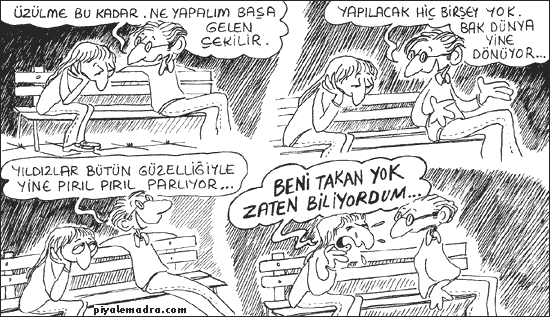 ÜZÜLME BU KADAR. NE YAPALIM BAŞA
GELEN
ÇEKİLİR.
YAPILACAK HİÇ BİRŞEY YOK.
BAK DÜNYA
YİNE
DÖNÜYOR...
YILDIZLAR BÜTÜN GÜZELLİĞİYLE
YİNE PIRIL PIRIL PARLIYOR...
BENİ TAKAN YOK
ZATEN BİLİYORDUM...
piyalemadra.com